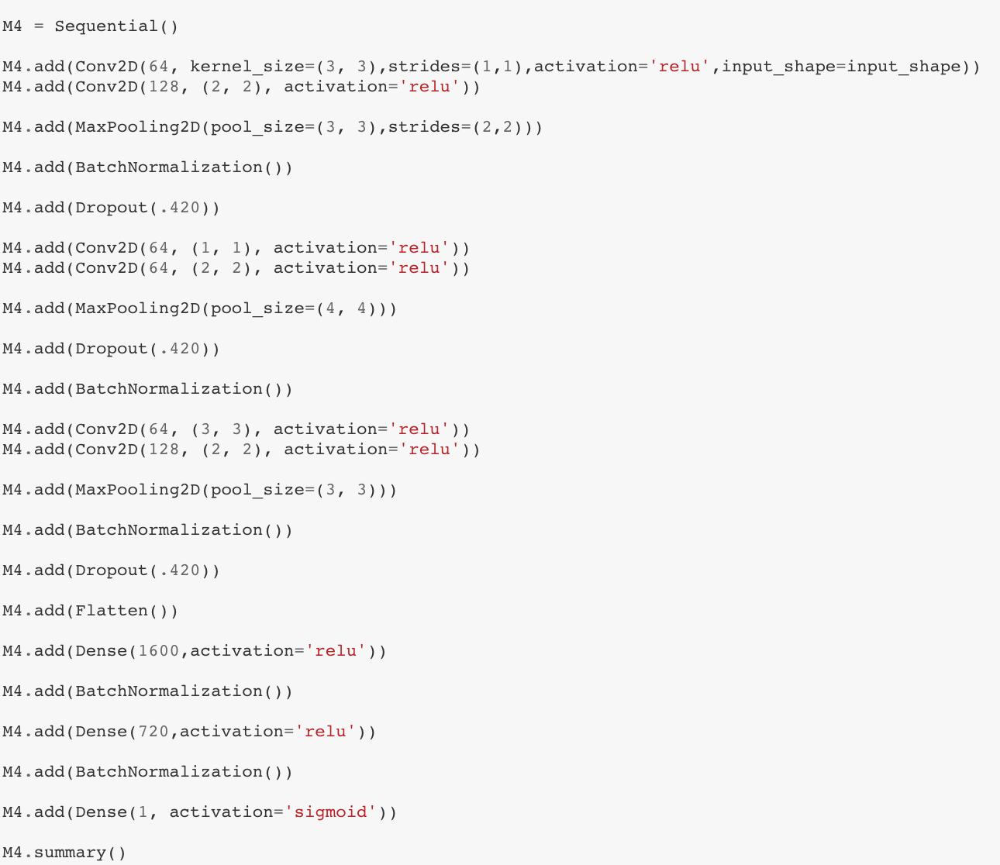 M4 = Sequential()
M4.add(Conv2D(64, kernel_size=(3, 3),strides=(1,1),activation='relu',input_shape=input_shape))
M4.add(Conv2D(128, (2, 2), activation='relu'))
M4.add(MaxPooling2D(pool_size=(3, 3),strides=(2,2)))
M4.add(BatchNormalization())
M4.add(Dropout(.420))
M4.add(Conv2D(64, (1, 1), activation='relu'))
M4.add(Conv2D(64, (2, 2), activation='relu'))
M4.add(MaxPooling2D(pool_size=(4, 4)))
M4.add(Dropout(.420))
M4.add(BatchNormalization())
M4.add(Conv2D(64, (3, 3), activation='relu'))
M4.add(Conv2D(128, (2, 2), activation='relu'))
M4.add(MaxPooling2D(pool_size=(3, 3)))
M4.add(BatchNormalization())
M4.add(Dropout(.420))
M4.add(Flatten())
M4.add(Dense(1600,activation='relu'))
M4.add(BatchNormalization())
M4.add(Dense(720,activation='relu'))
M4.add(BatchNormalization())
M4.add(Dense(1, activation='sigmoid'))
M4.summary()